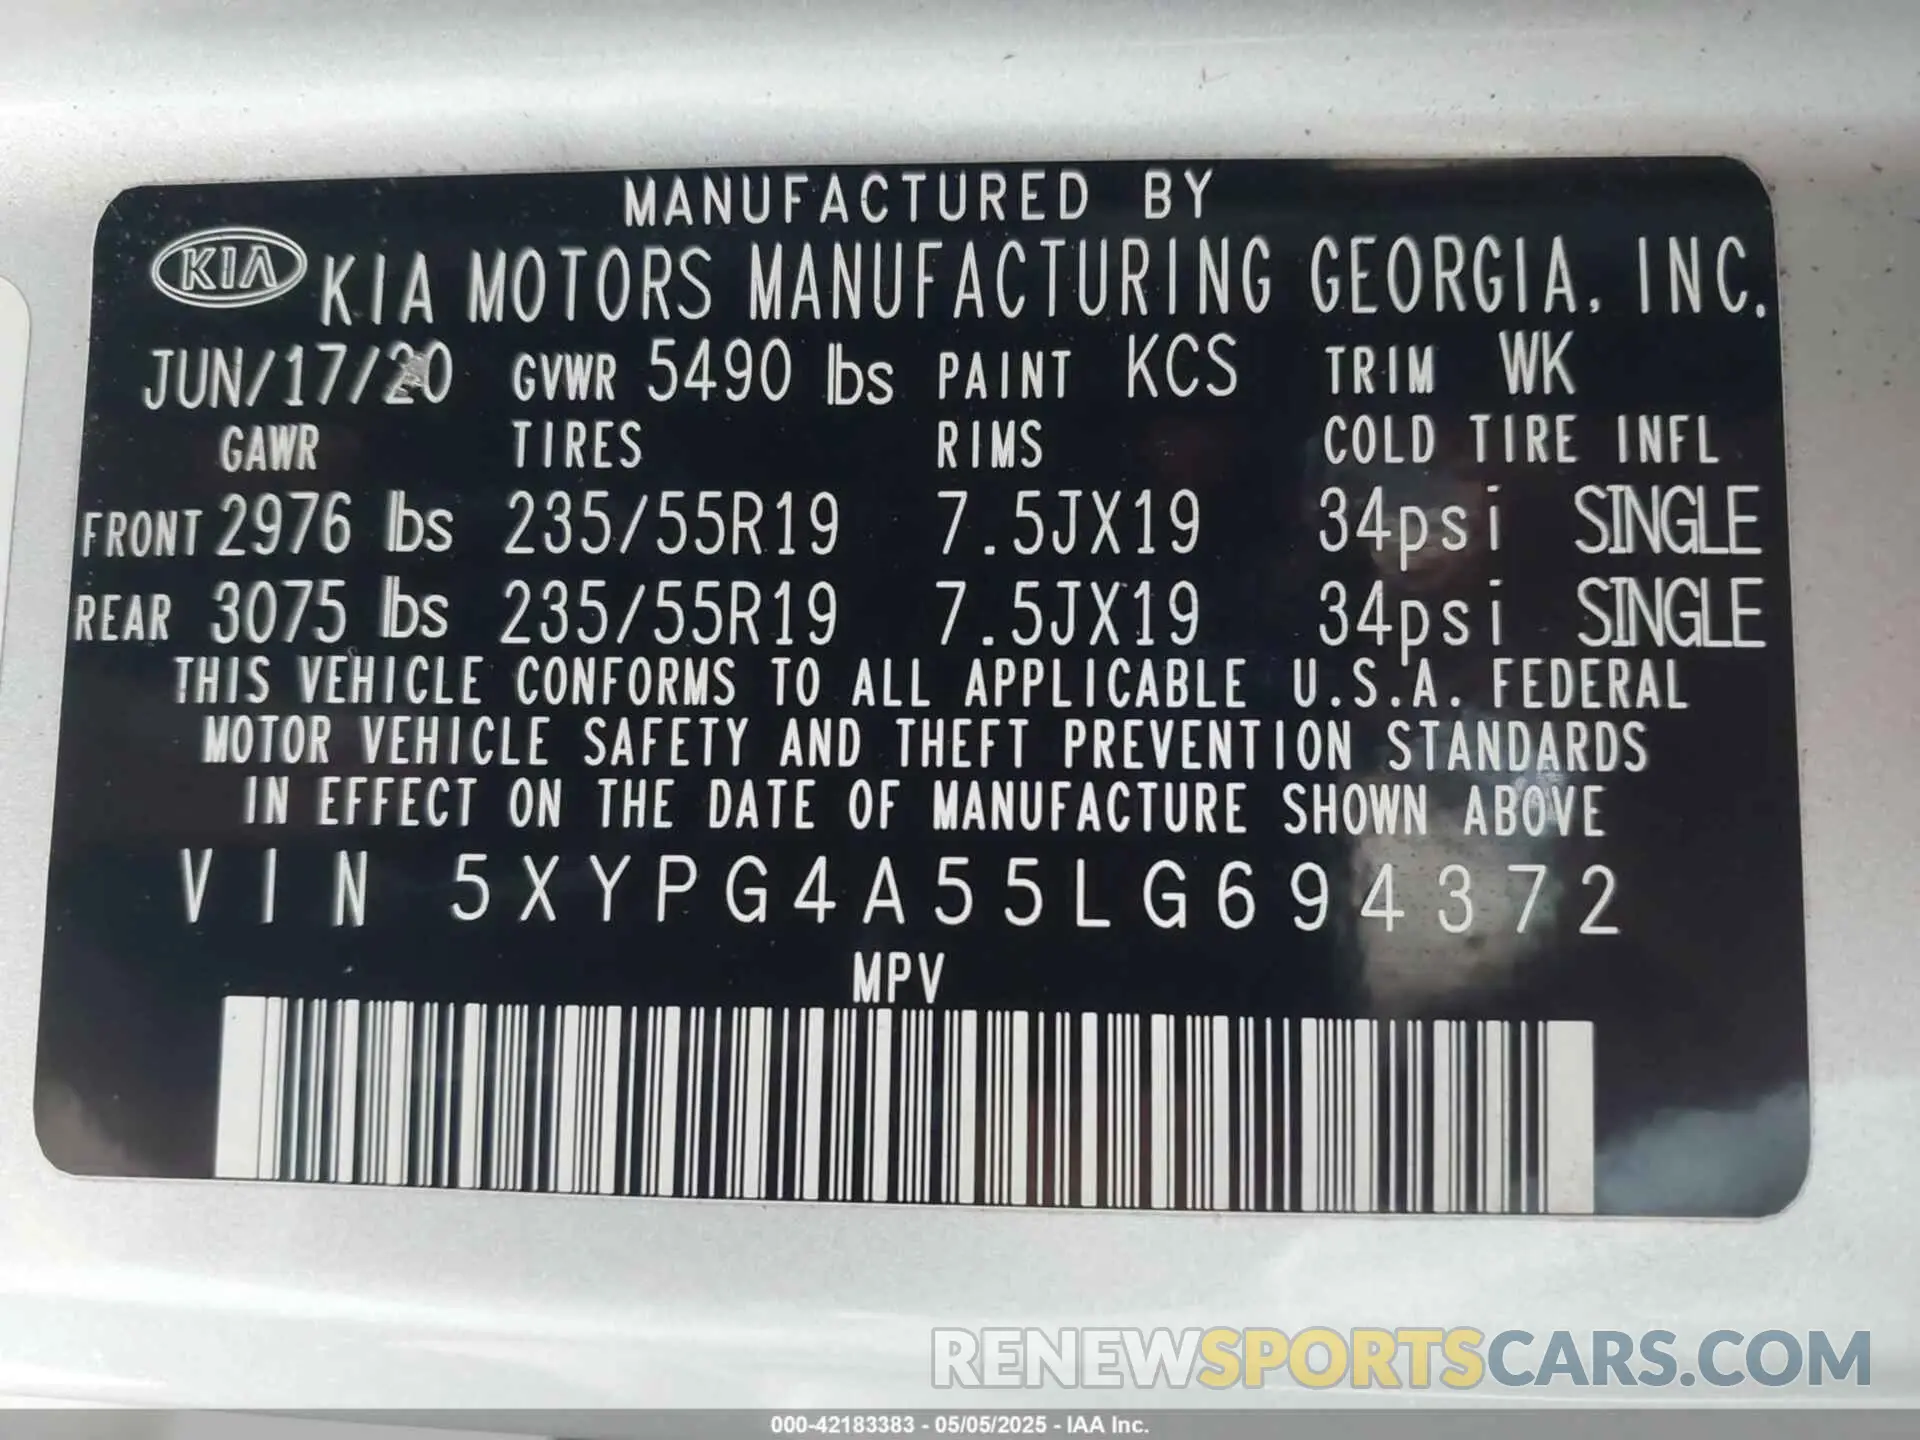 MANUFACTURED BY
KIA KIA MOTORS MANUFACTURING GEORGIA, INC.
JUN/17/20 GVWR 5490 lbs PAINT KCS TRIM WK
GAWR TIRES RIMS COLD TIRE INFL
FRONT 2976 lbs 235/55R19 7.5JX19 34psi SINGLE
REAR 3075 lbs 235/55R19 7.5JX19 34psi SINGLE
THIS VEHICLE CONFORMS TO ALL APPLICABLE U.S.A. FEDERAL
MOTOR VEHICLE SAFETY AND THEFT PREVENTION STANDARDS
IN EFFECT ON THE DATE OF MANUFACTURE SHOWN ABOVE
VIN 5XYPG4A55LG694372
MPV
RENEWSPORTSCARS.COM
000-42183383 - 05/05/2025 - IAA Inc.